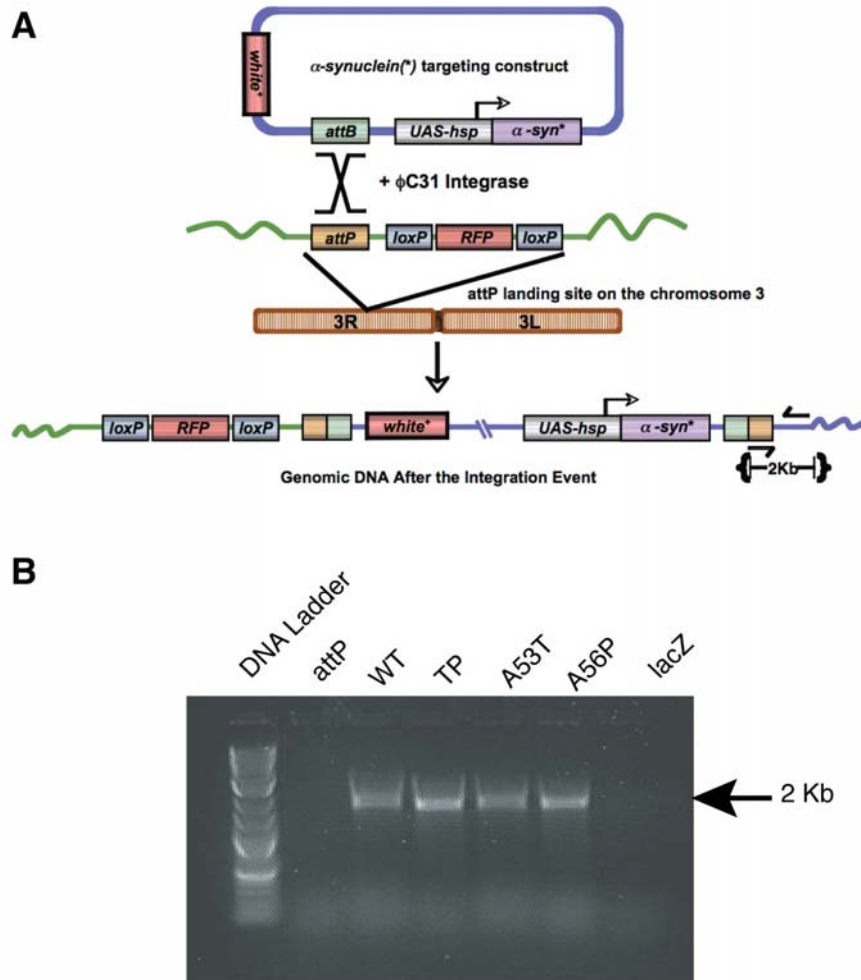 A
white⁺
α-synuclein(*) targeting construct
attB
UAS-hsp
α-syn*
+ ϕC31 Integrase
attP
loxP
RFP
loxP
attP landing site on the chromosome 3
3R
3L
loxP
RFP
loxP
white⁺
UAS-hsp
α-syn*
2Kb
Genomic DNA After the Integration Event
B
DNA Ladder
attP
WT
TP
A53T
A56P
lacZ
2 Kb